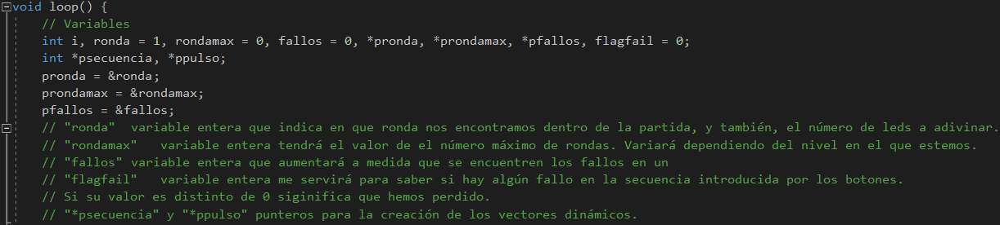 void loop() {
// Variables
int i, ronda = 1, rondamax = 0, fallos = 0, *pronda, *prondamax, *pfallos, flagfail = 0;
int *psecuencia, *ppulso;
pronda = &ronda;
prondamax = &rondamax;
pfallos = &fallos;
// "ronda"  variable entera que indica en que ronda nos encontramos dentro de la partida, y también, el número de leds a adivinar.
// "rondamax"   variable entera tendrá el valor de el número máximo de rondas. Variará dependiendo del nivel en el que estemos.
// "fallos" variable entera que aumentará a medida que se encuentren los fallos en un
// "flagfail"   variable entera me servirá para saber si hay algún fallo en la secuencia introducida por los botones.
// Si su valor es distinto de 0 siginifica que hemos perdido.
// "*psecuencia" y "*ppulso" punteros para la creación de los vectores dinámicos.